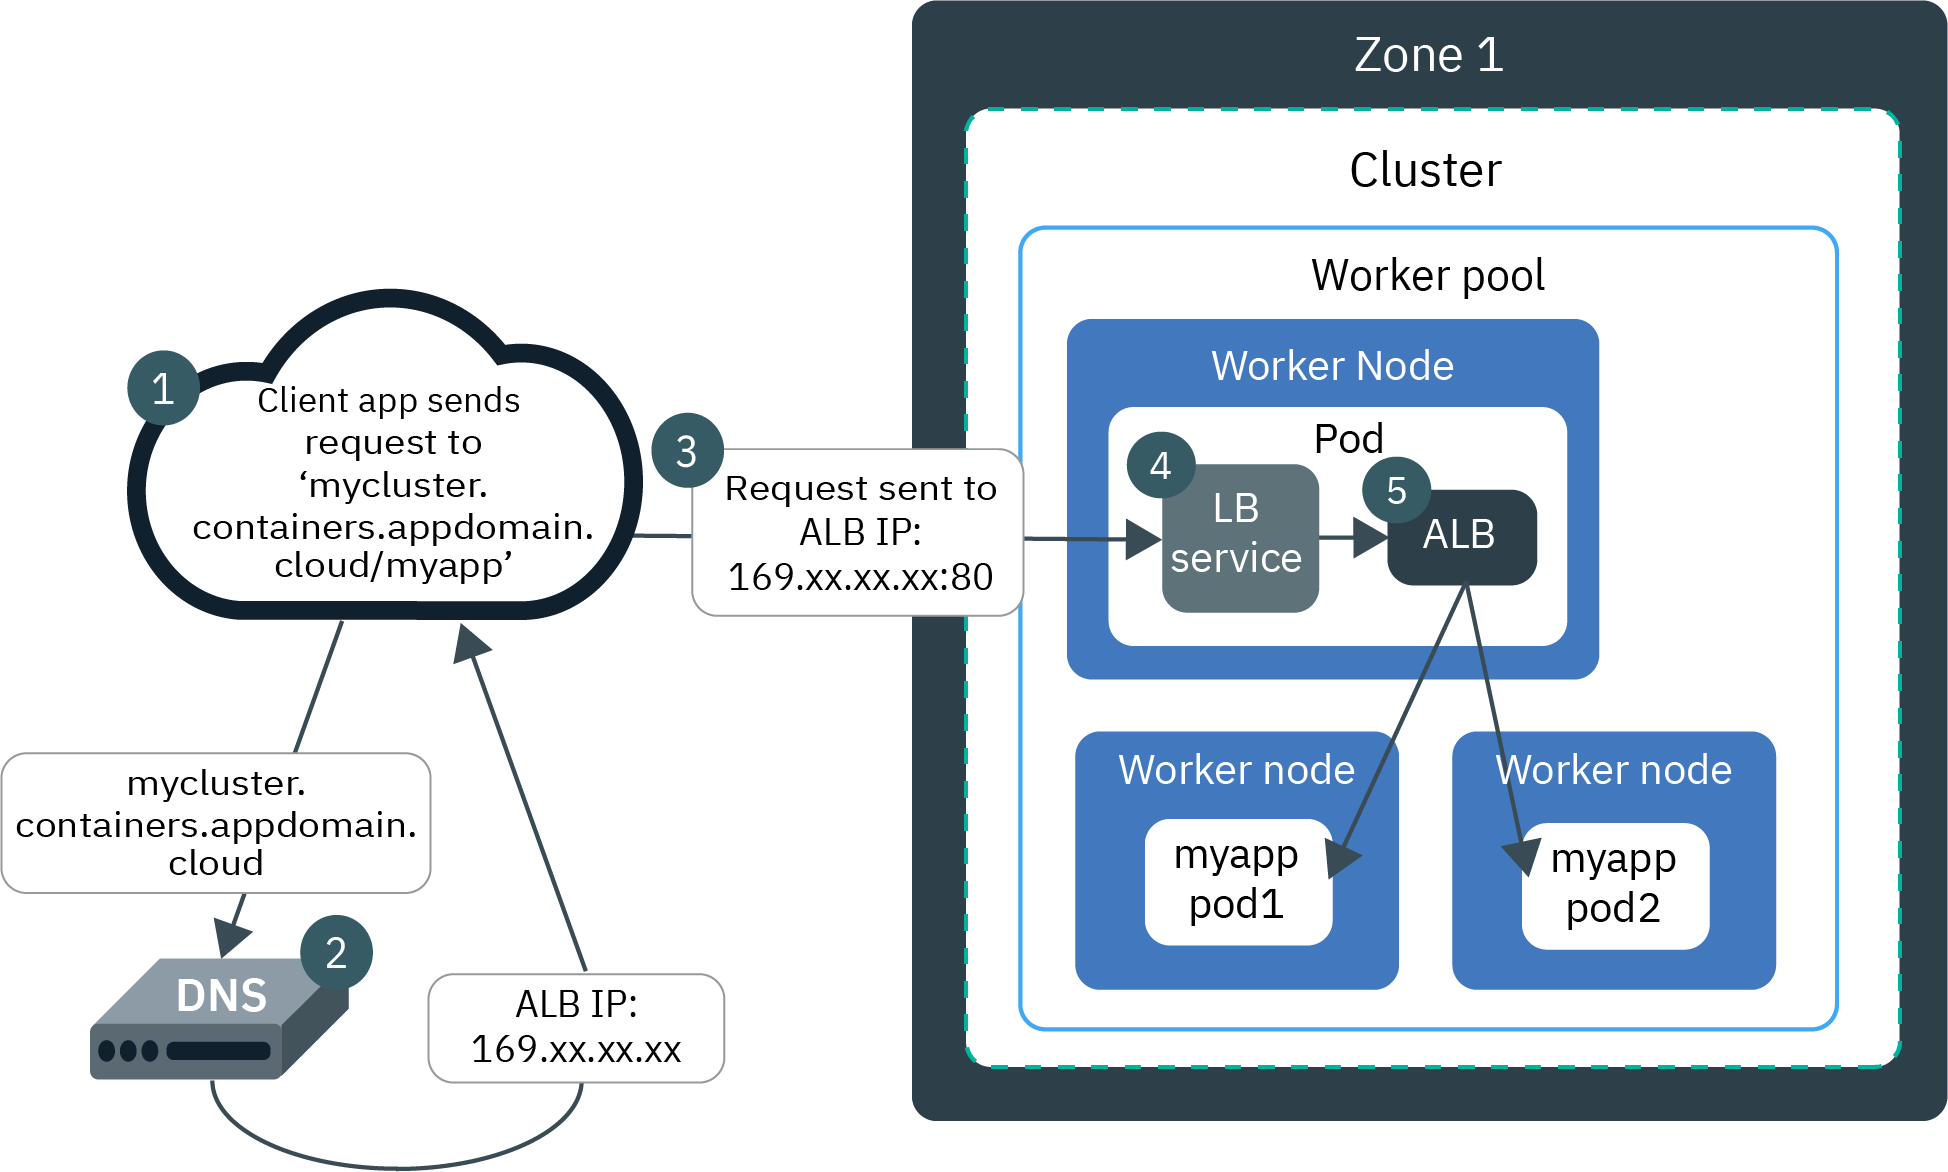 Zone 1
Cluster
Worker pool
Worker Node
Pod
4
LB
service
5
ALB
1
Client app sends
request to
‘mycluster.
containers.appdomain.
cloud/myapp’
3
Request sent to
ALB IP:
169.xx.xx.xx:80
mycluster.
containers.appdomain.
cloud
2
DNS
ALB IP:
169.xx.xx.xx
Worker node
myapp
pod1
Worker node
myapp
pod2